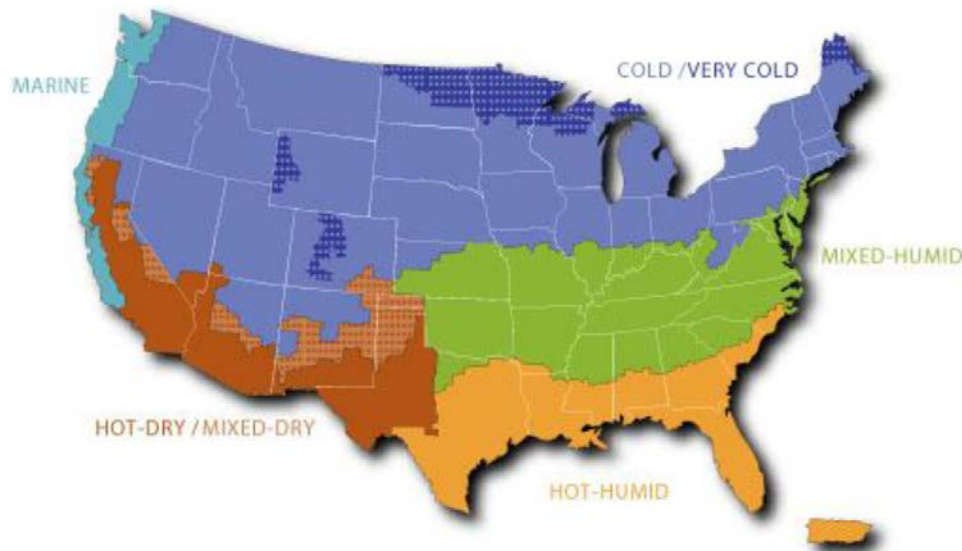 COLD / VERY COLD
MARINE
MIXED-HUMID
HOT-DRY / MIXED-DRY
HOT-HUMID